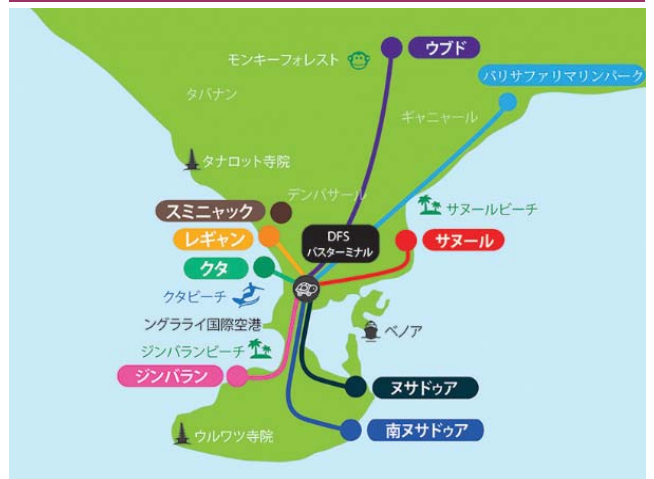 モンキーフォレスト
ウブド
バリサファリマリンパーク
タバナン
ギャニャール
タナロット寺院
デンパサール
スミニャック
サヌールビーチ
レギャン
DFS
バスターミナル
サヌール
クタ
クタビーチ
ングラライ国際空港
ベノア
ジンバランビーチ
ジンバラン
ヌサドゥア
ウルワツ寺院
南ヌサドゥア